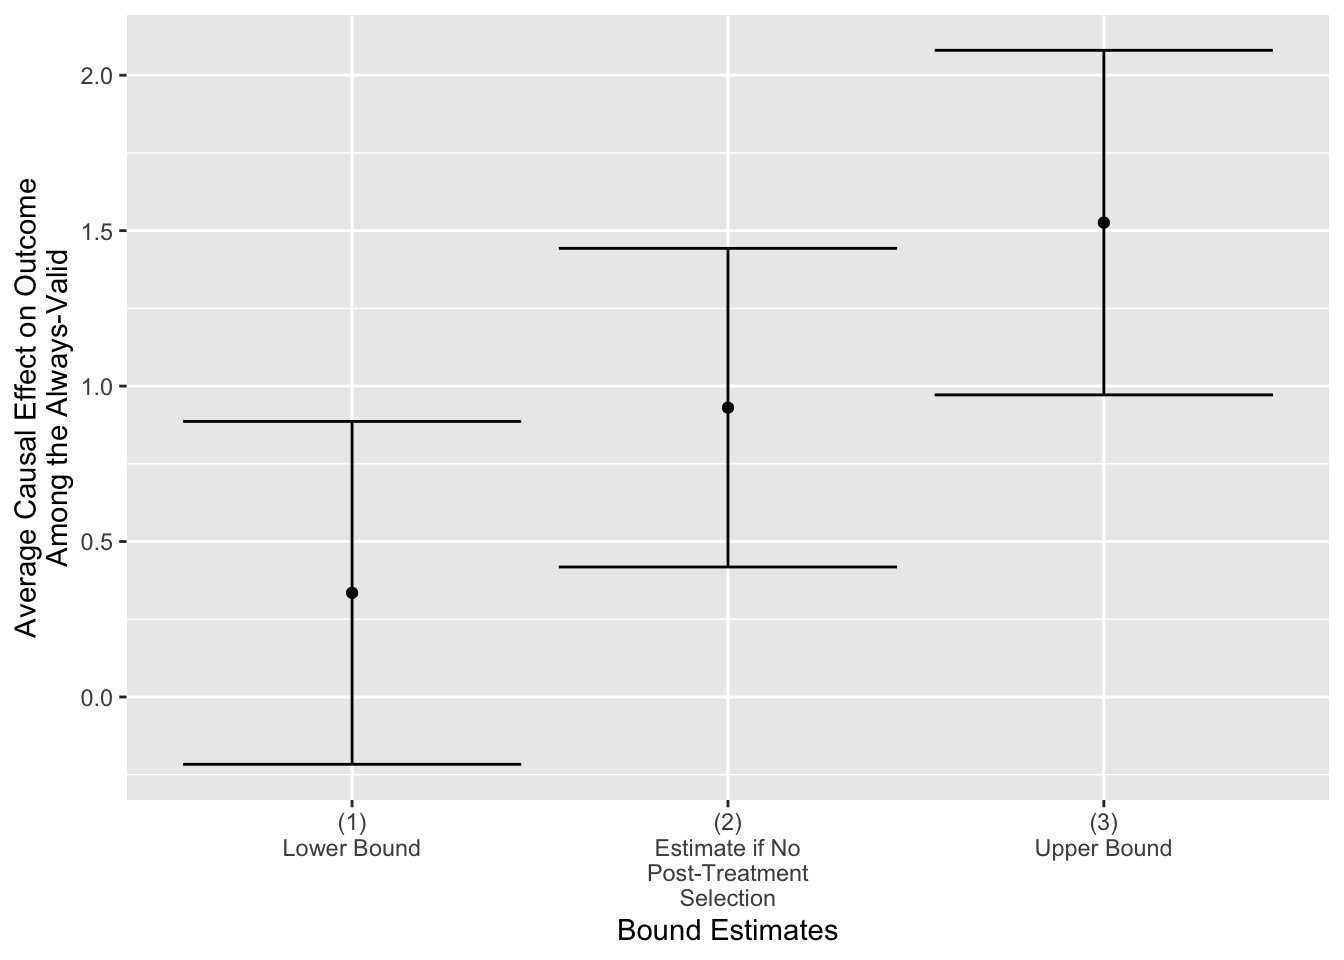 Average Causal Effect on Outcome
Among the Always-Valid
2.0
1.5
1.0
0.5
0.0
(1)
Lower Bound
(2)
Estimate if No
Post-Treatment
Selection
(3)
Upper Bound
Bound Estimates